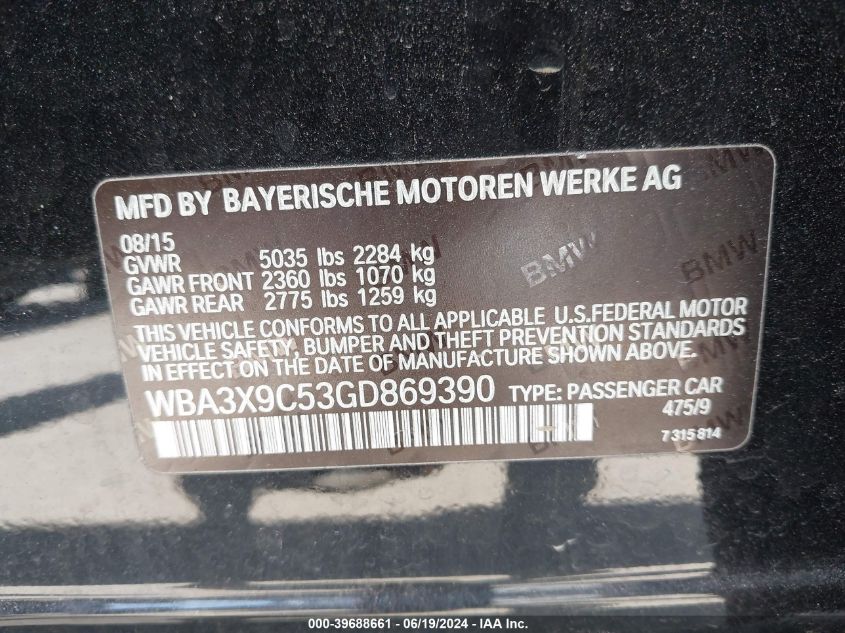 MFD BY BAYERISCHE MOTOREN WERKE AG
08/15
GVWR 5035 lbs 2284 kg
GAWR FRONT 2360 lbs 1070 kg
GAWR REAR 2775 lbs 1259 kg
THIS VEHICLE CONFORMS TO ALL APPLICABLE U.S.FEDERAL MOTOR
VEHICLE SAFETY, BUMPER AND THEFT PREVENTION STANDARDS
IN EFFECT ON THE DATE OF MANUFACTURE SHOWN ABOVE.
WBA3X9C53GD869390 TYPE: PASSENGER CAR
475/9
7315814
BMW
BMW
000-39688661 - 06/19/2024 - IAA, Inc.